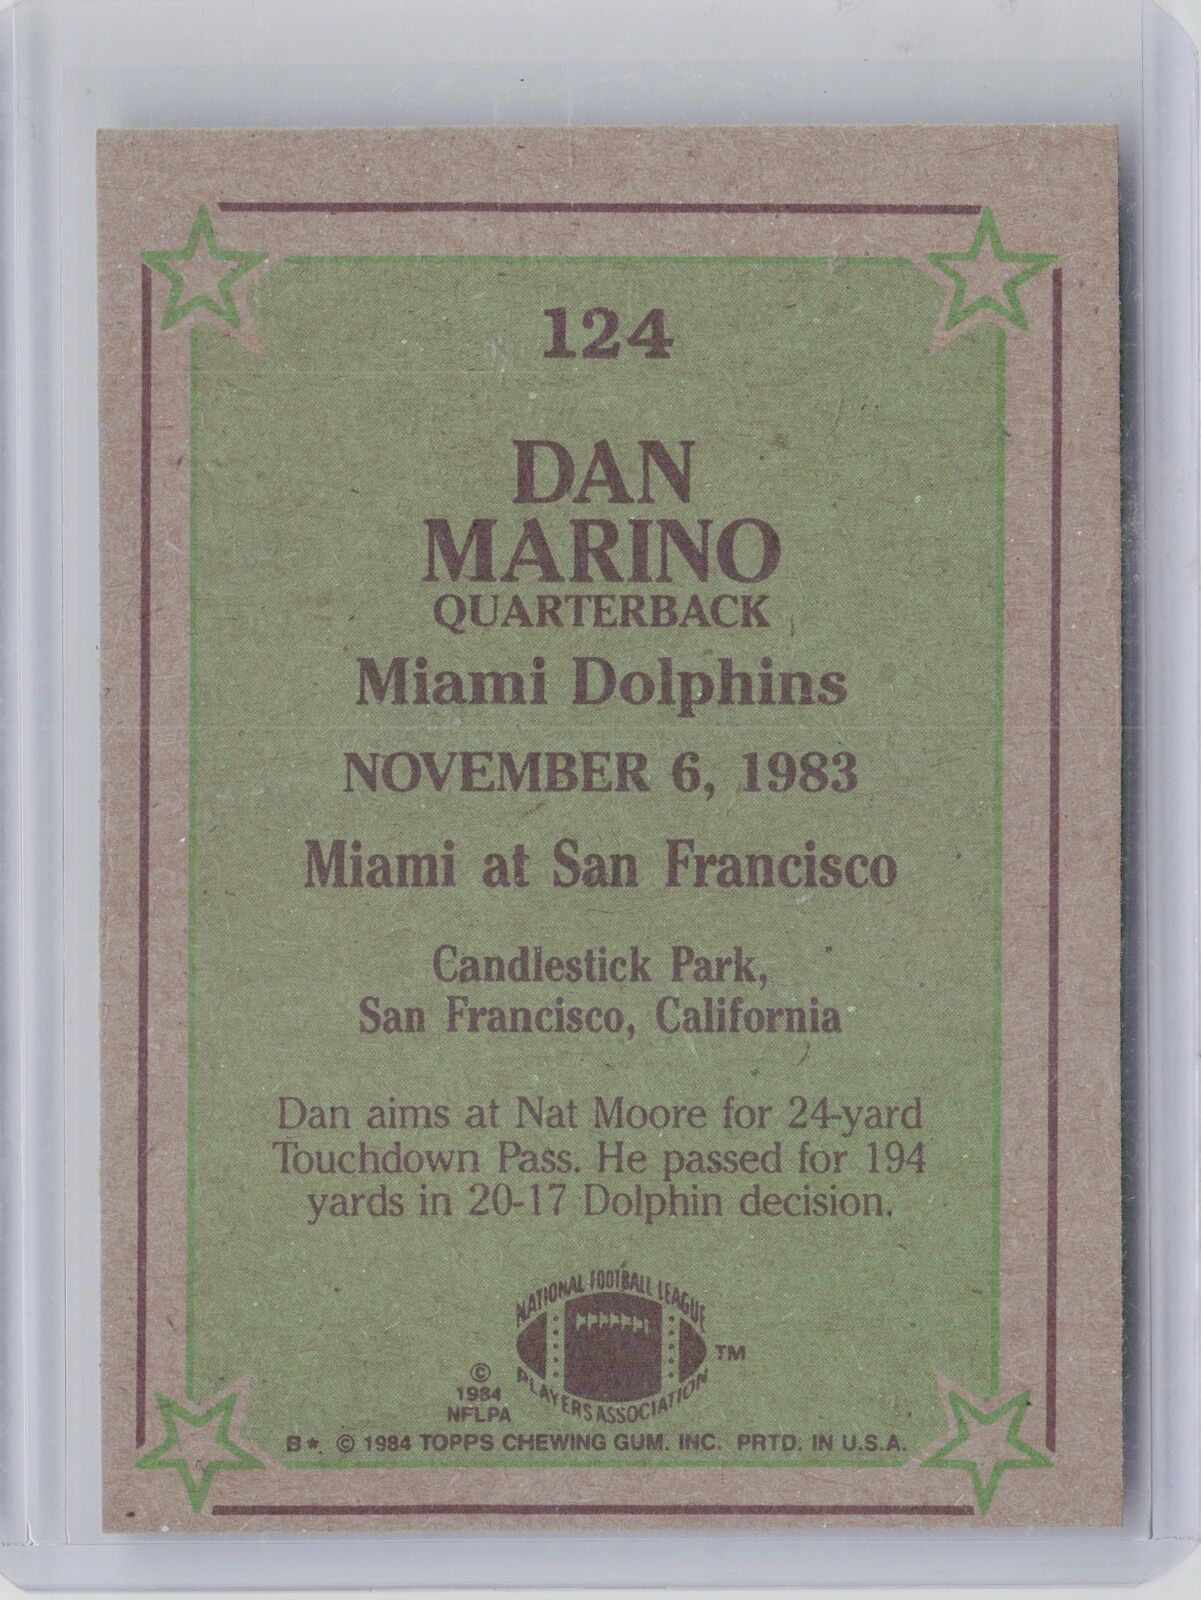 124
DAN
MARINO
QUARTERBACK
Miami Dolphins
NOVEMBER 6, 1983
Miami at San Francisco
Candlestick Park,
San Francisco, California
Dan aims at Nat Moore for 24-yard
Touchdown Pass. He passed for 194
yards in 20-17 Dolphin decision.
NATIONAL FOOTBALL LEAGUE
PLAYERS ASSOCIATION
TM
©
1984
NFLPA
B*. © 1984 TOPPS CHEWING GUM. INC. PRTD. IN U.S.A.